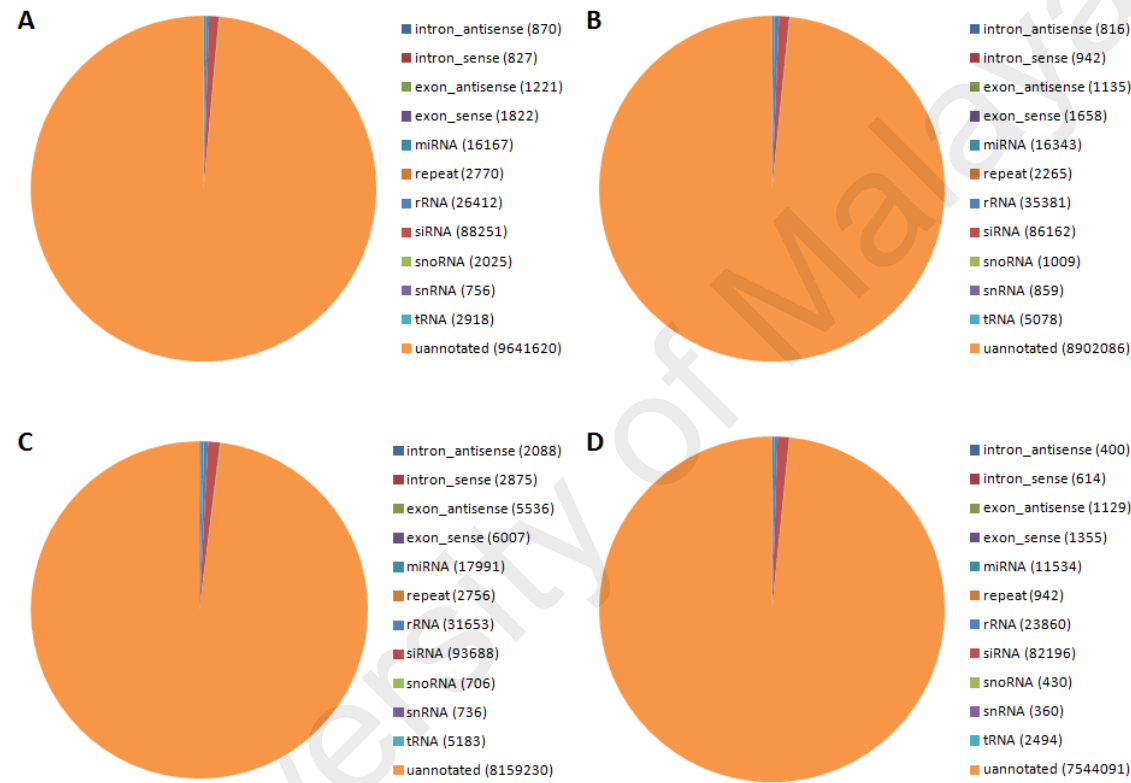 A
intron_antisense (870)
intron_sense (827)
exon_antisense (1221)
exon_sense (1822)
miRNA (16167)
repeat (2770)
rRNA (26412)
siRNA (88251)
snoRNA (2025)
snRNA (756)
tRNA (2918)
uannotated (9641620)
B
intron_antisense (816)
intron_sense (942)
exon_antisense (1135)
exon_sense (1658)
miRNA (16343)
repeat (2265)
rRNA (35381)
siRNA (86162)
snoRNA (1009)
snRNA (859)
tRNA (5078)
uannotated (8902086)
C
intron_antisense (2088)
intron_sense (2875)
exon_antisense (5536)
exon_sense (6007)
miRNA (17991)
repeat (2756)
rRNA (31653)
siRNA (93688)
snoRNA (706)
snRNA (736)
tRNA (5183)
uannotated (8159230)
D
intron_antisense (400)
intron_sense (614)
exon_antisense (1129)
exon_sense (1355)
miRNA (11534)
repeat (942)
rRNA (23860)
siRNA (82196)
snoRNA (430)
snRNA (360)
tRNA (2494)
uannotated (7544091)
versity of Malaya